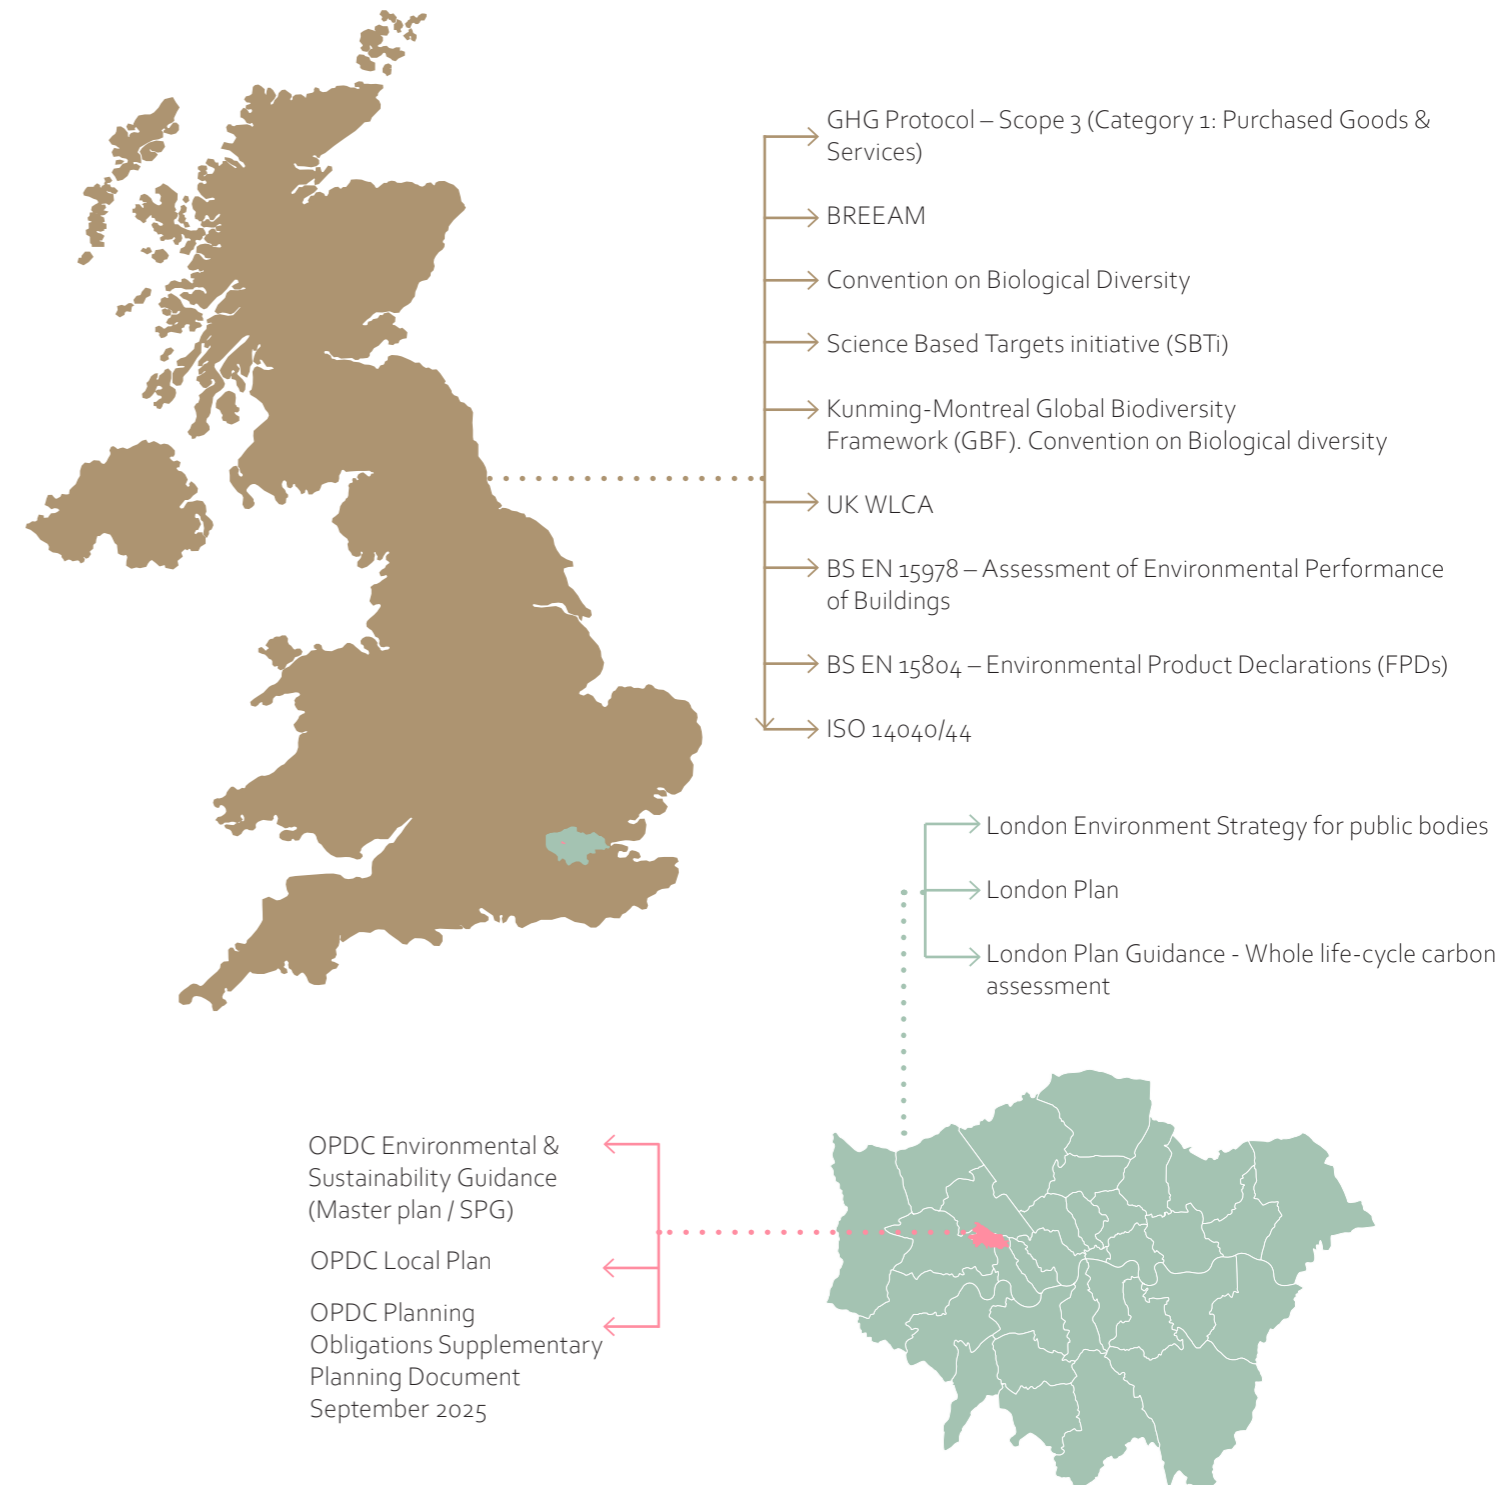 GHG Protocol – Scope 3 (Category 1: Purchased Goods &
Services)
BREEAM
Convention on Biological Diversity
Science Based Targets initiative (SBTi)
Kunming-Montreal Global Biodiversity
Framework (GBF). Convention on Biological diversity
UK WLCA
BS EN 15978 – Assessment of Environmental Performance
of Buildings
BS EN 15804 – Environmental Product Declarations (FPDs)
ISO 14040/44
London Environment Strategy for public bodies
London Plan
London Plan Guidance - Whole life-cycle carbon
assessment
OPDC Environmental &
Sustainability Guidance
(Master plan / SPG)
OPDC Local Plan
OPDC Planning
Obligations Supplementary
Planning Document
September 2025